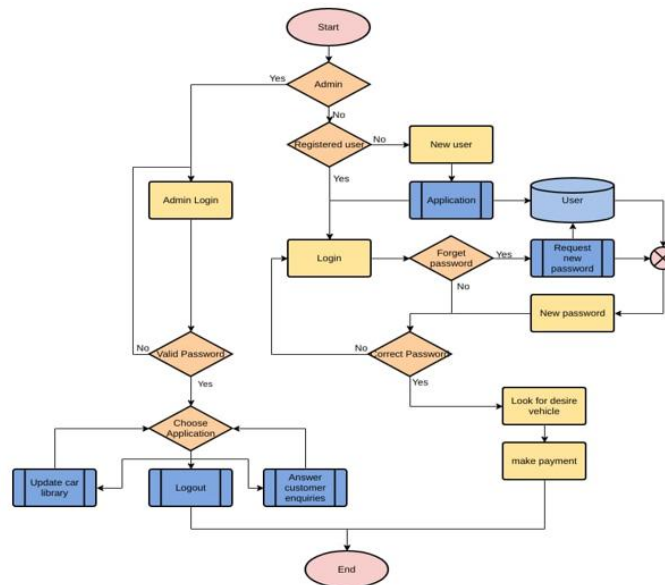 Start
Yes
Admin
No
Registered user
No
New user
Yes
Admin Login
Application
User
Login
Forget
password
Yes
Request
new
password
No
New password
No
Valid Password
No
Correct Password
Yes
Yes
Look for desire
vehicle
Choose
Application
make payment
Update car
library
Logout
Answer
customer
enquiries
End